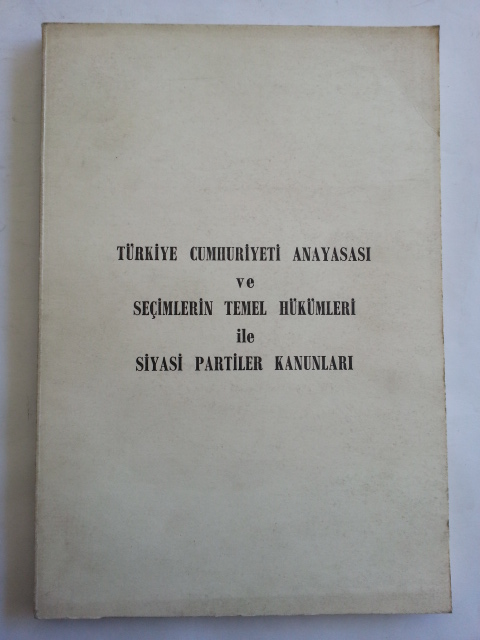 TÜRKİYE CUMHURİYETİ ANAYASASI
ve
SEÇİMLERİN TEMEL HÜKÜMLERİ
ile
SİYASİ PARTİLER KANUNLARI